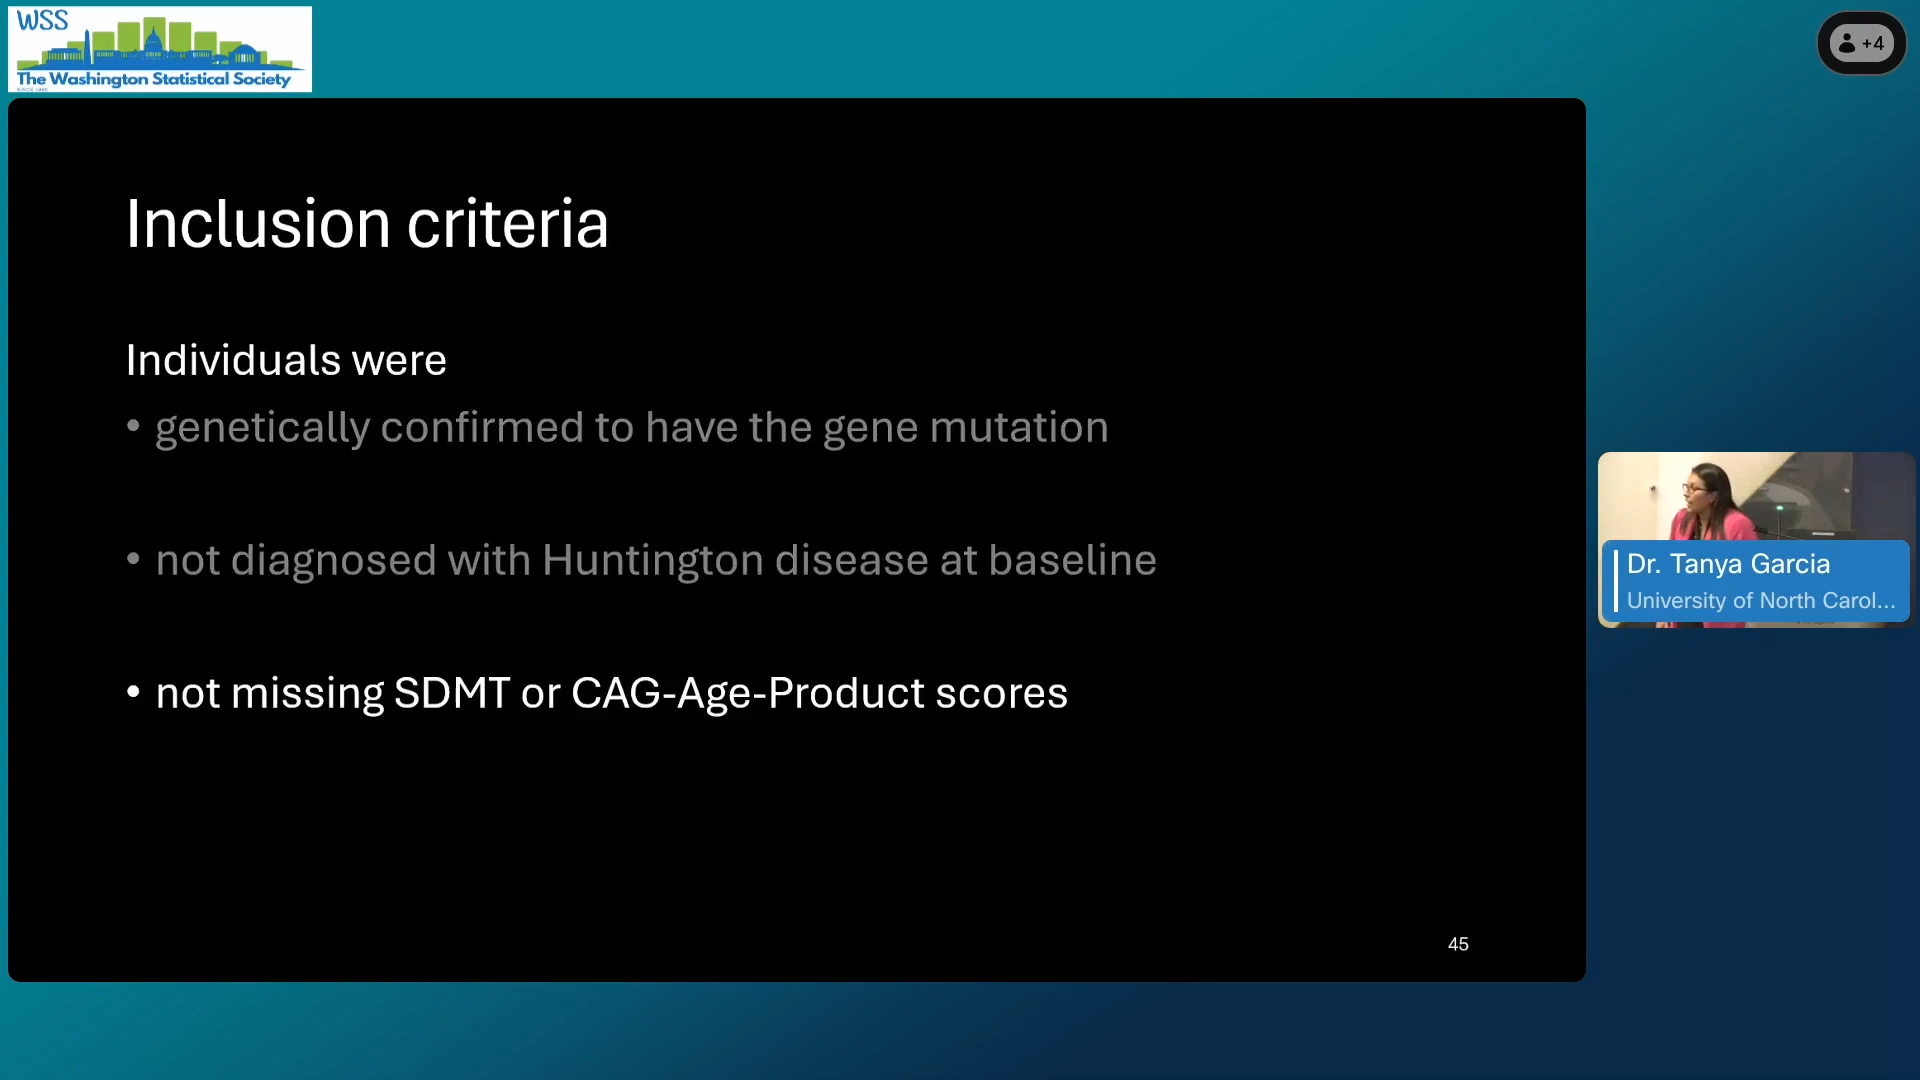 WSS
The Washington Statistical Society
+4
Inclusion criteria
Individuals were
• genetically confirmed to have the gene mutation
• not diagnosed with Huntington disease at baseline
• not missing SDMT or CAG-Age-Product scores
45
Dr. Tanya Garcia
University of North Carol...